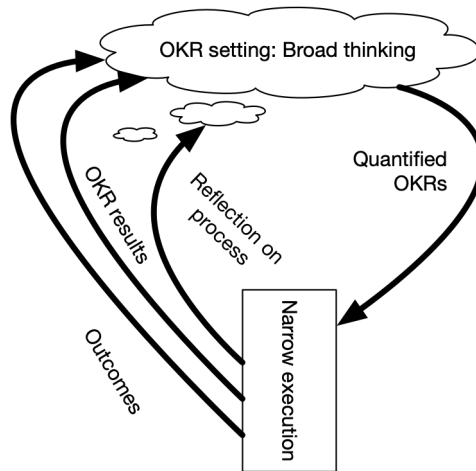 OKR setting: Broad thinking
Quantified
OKRs
Reflection on
process
OKR results
Outcomes
Narrow execution